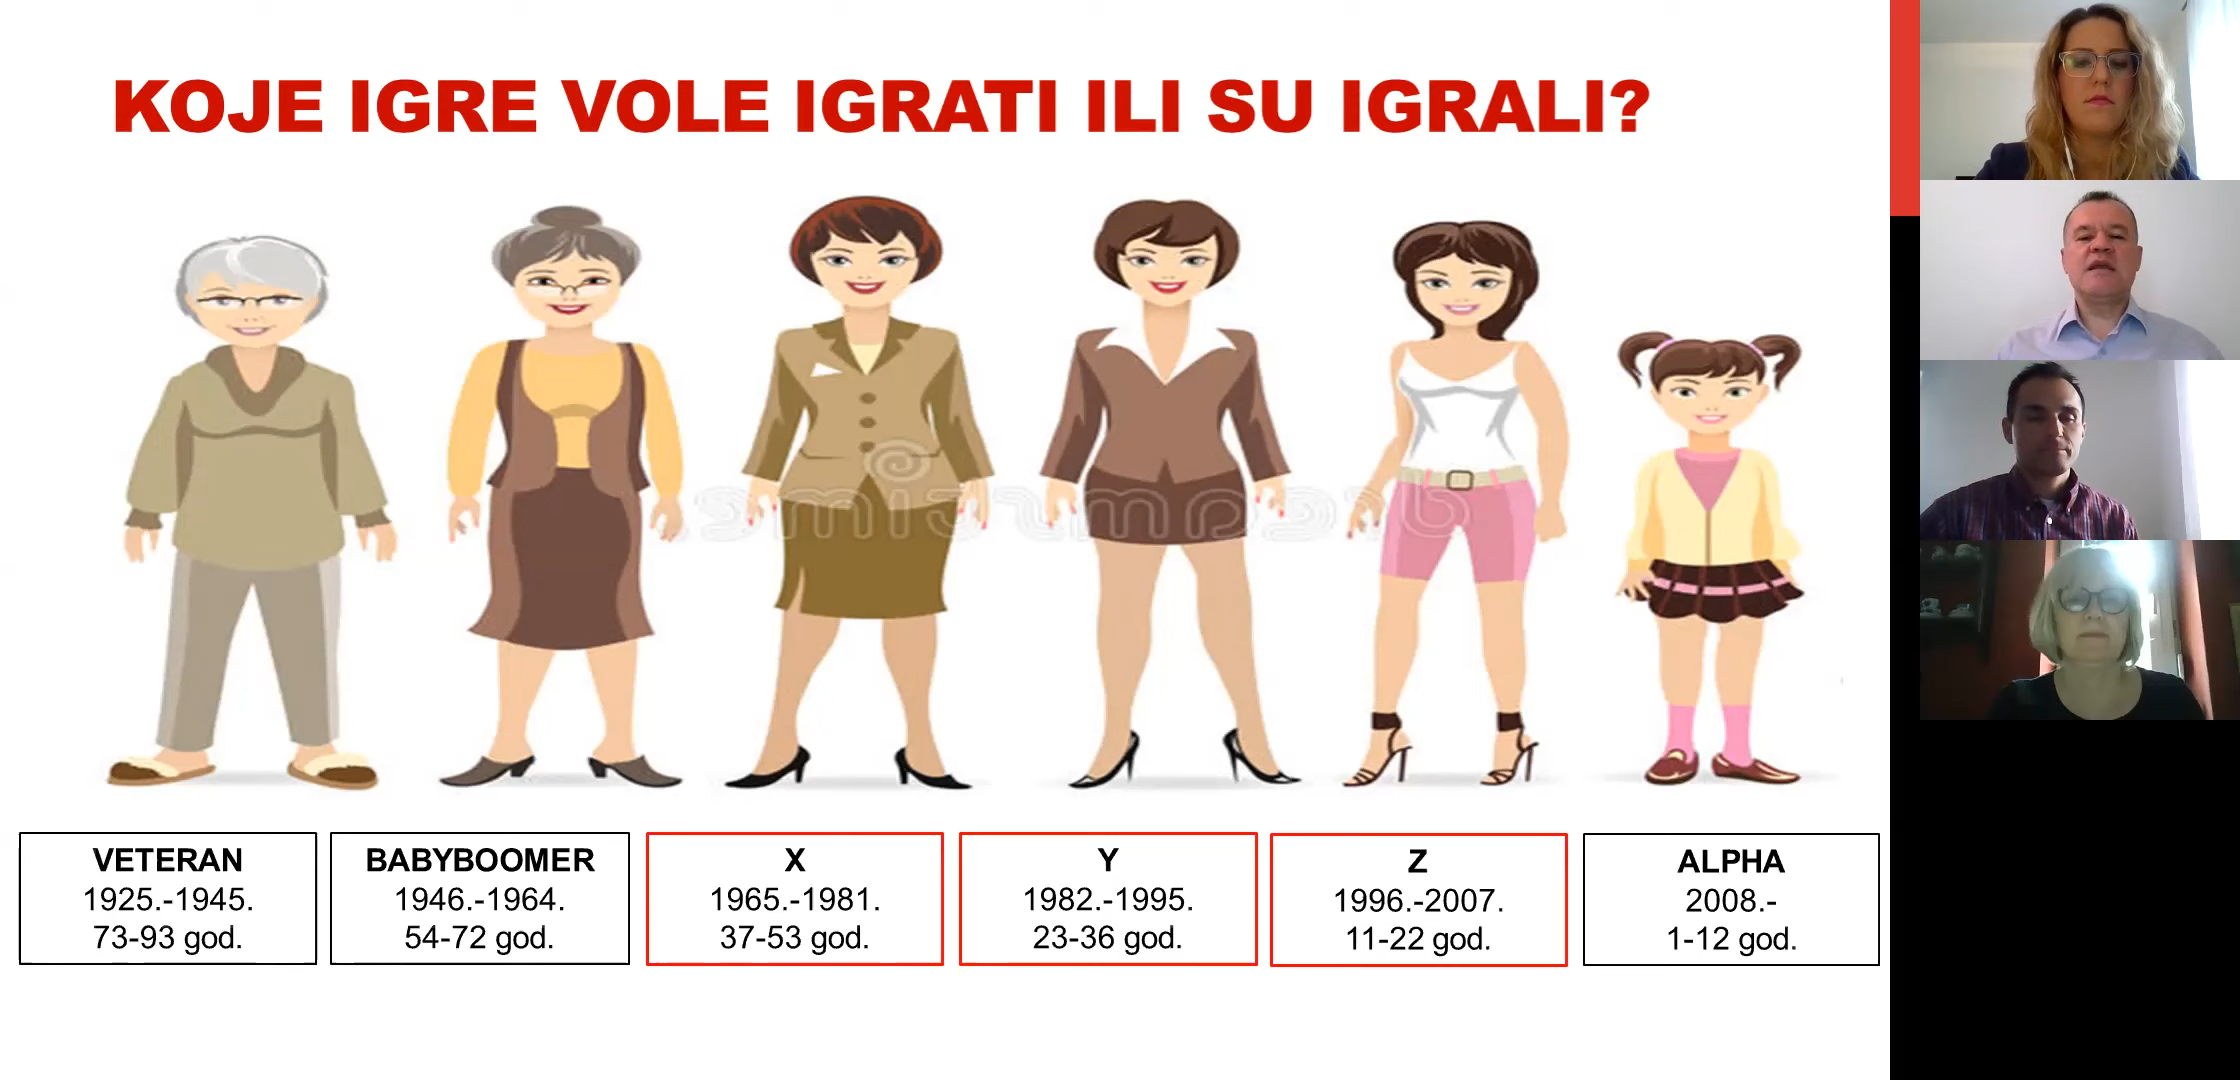 KOJE IGRE VOLE IGRATI ILI SU IGRALI?
VETERAN
1925.-1945.
73-93 god.
BABYBOOMER
1946.-1964.
54-72 god.
X
1965.-1981.
37-53 god.
Y
1982.-1995.
23-36 god.
Z
1996.-2007.
11-22 god.
ALPHA
2008.-
1-12 god.